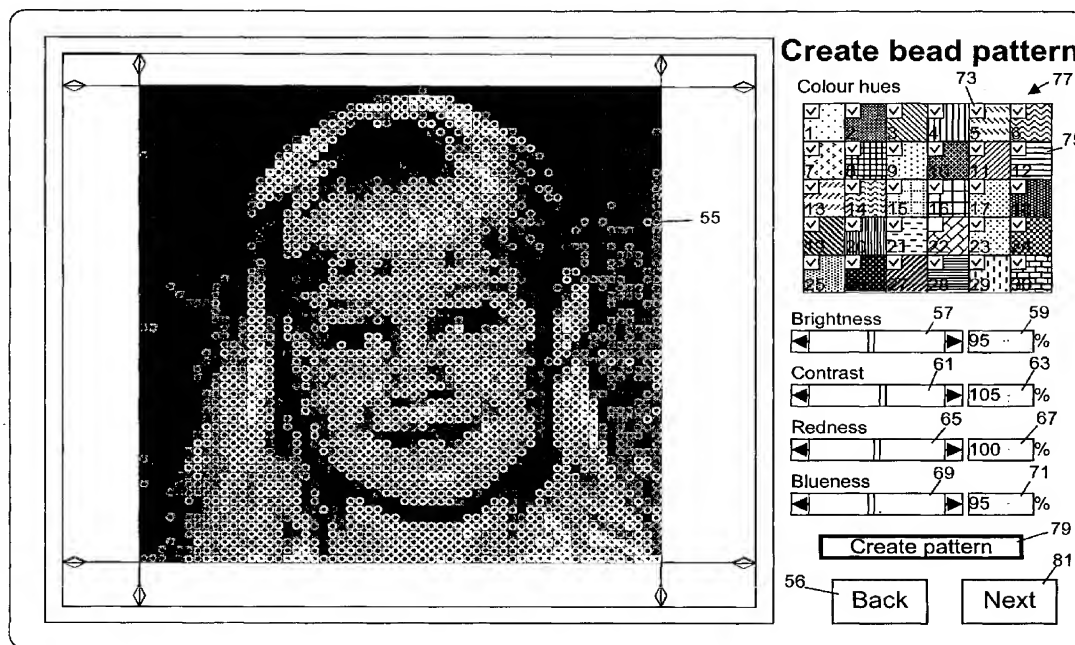 Create bead pattern
Colour hues 73 77
1 2 3 4 5 6
75
7 8 9 10 11 12
13 14 15 16 17 18
55
19 20 21 22 23 24
25 27 28 29 30
Brightness 57 59
95 %
Contrast 61 63
105 %
Redness 65 67
100 %
Blueness 69 71
95 %
79
Create pattern
81
56 Back Next